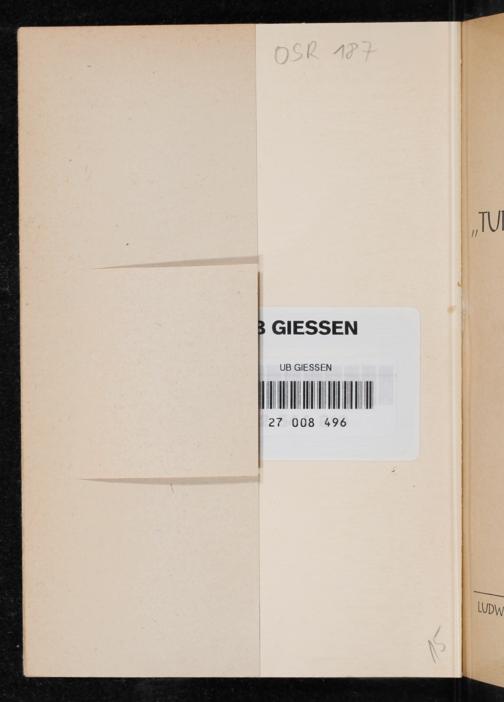 OSR 187
B GIESSEN
UB GIESSEN
27 008 496
15
„TU
LUDW